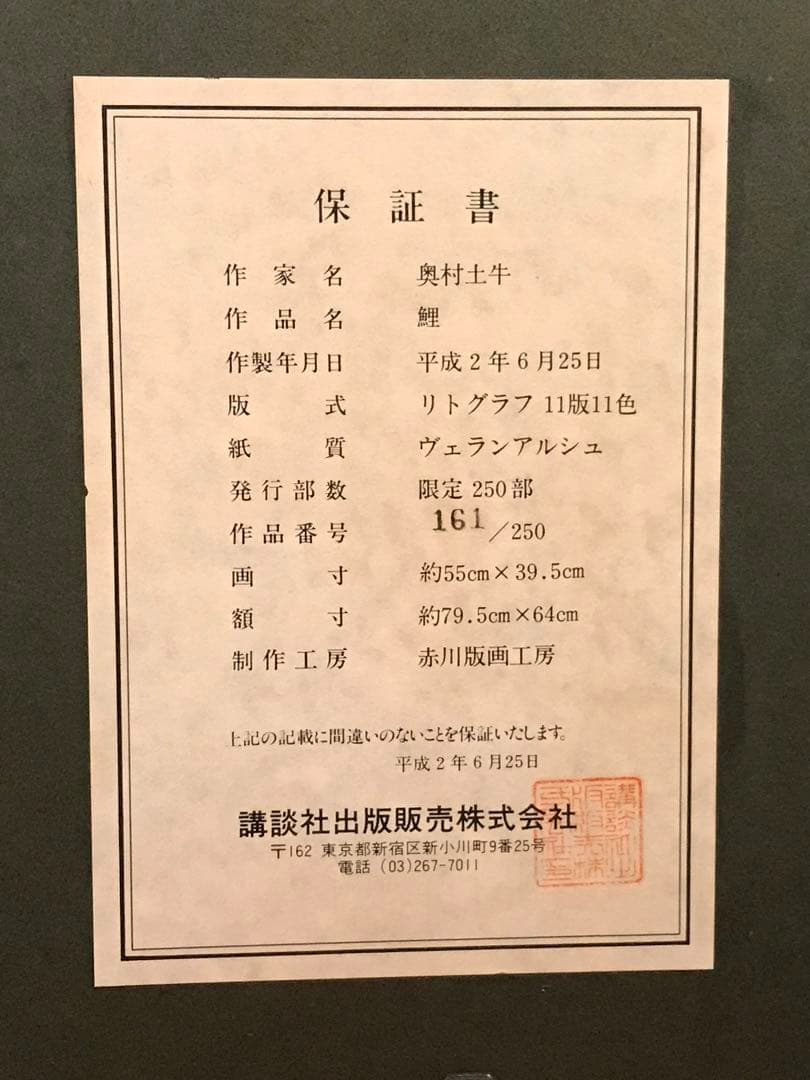 保証書
作家名 奥村土牛
作品名 鯉
作製年月日 平成2年6月25日
版式 リトグラフ 11版11色
紙質 ヴェランアルシュ
発行部数 限定250部
作品番号 161/250
画寸 約55cm×39.5cm
額寸 約79.5cm×64cm
制作工房 赤川版画工房
上記の記載に間違いのないことを保証いたします。
平成2年6月25日
講談社出版販売株式会社
〒162 東京都新宿区新小川町9番25号
電話 (03)267-7011